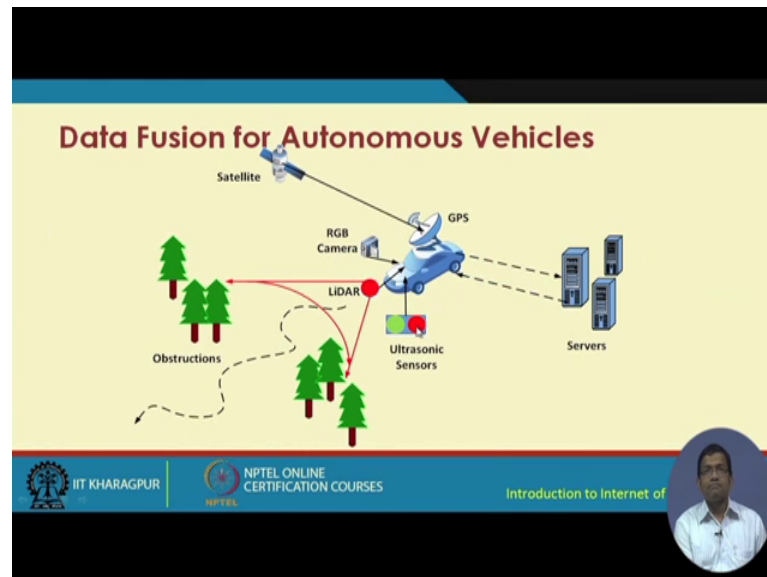 Data Fusion for Autonomous Vehicles
Satellite
GPS
RGB
Camera
LiDAR
Ultrasonic
Sensors
Servers
Obstructions
IIT KHARAGPUR
NPTEL
NPTEL ONLINE
CERTIFICATION COURSES
Introduction to Internet of